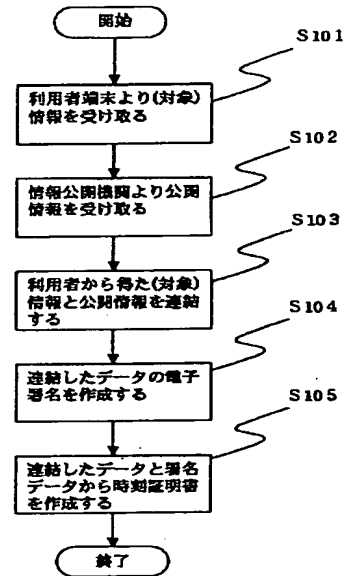 開始
S101
利用者端末より(対象)
情報を受け取る
S102
情報公開機関より公開
情報を受け取る
S103
利用者から得た(対象)
情報と公開情報を連結
する
S104
連結したデータの電子
署名を作成する
S105
連結したデータと署名
データから時刻証明書
を作成する
終了